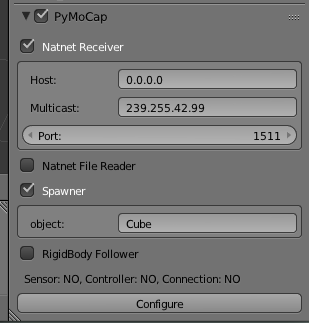 PyMoCap
Natnet Receiver
Host: 0.0.0.0
Multicast: 239.255.42.99
Port: 1511
Natnet File Reader
Spawner
object: Cube
RigidBody Follower
Sensor: NO, Controller: NO, Connection: NO
Configure